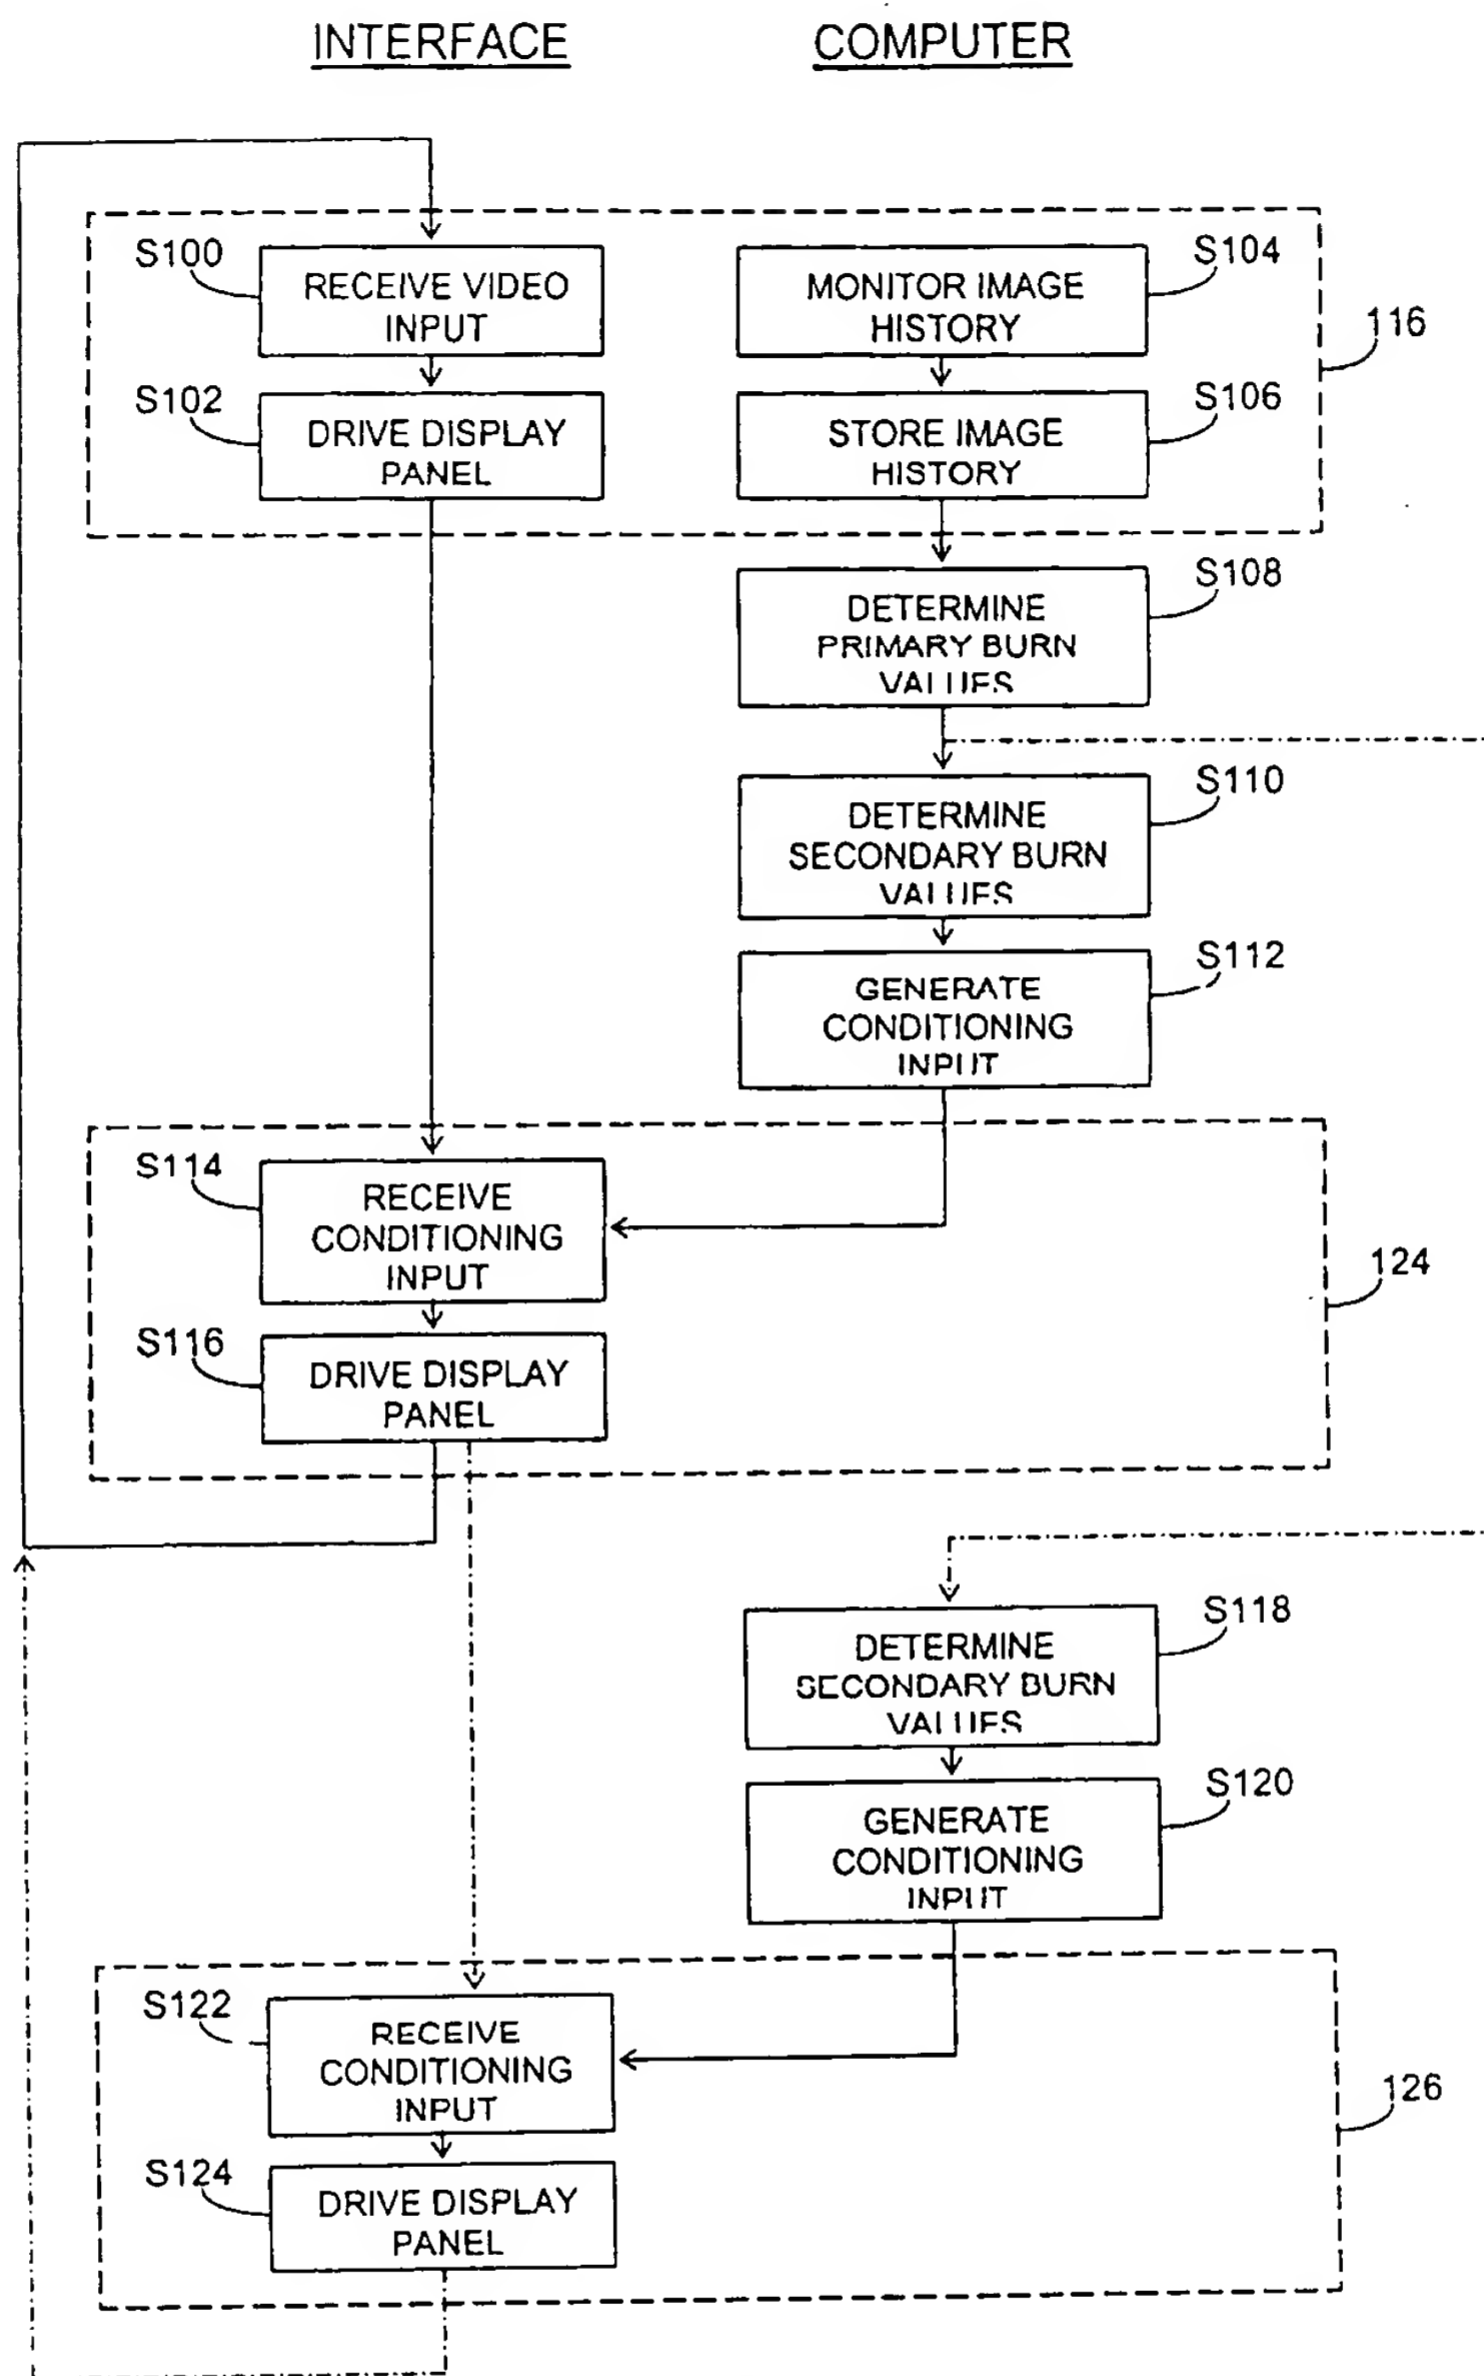 INTERFACE COMPUTER
S100
RECEIVE VIDEO
INPUT
MONITOR IMAGE
HISTORY
S104
116
S102
DRIVE DISPLAY
PANEL
STORE IMAGE
HISTORY
S106
DETERMINE
PRIMARY BURN
VALUES
S108
DETERMINE
SECONDARY BURN
VALUES
S110
GENERATE
CONDITIONING
INPUT
S112
S114
RECEIVE
CONDITIONING
INPUT
124
S116
DRIVE DISPLAY
PANEL
DETERMINE
SECONDARY BURN
VALUES
S118
GENERATE
CONDITIONING
INPUT
S120
S122
RECEIVE
CONDITIONING
INPUT
126
S124
DRIVE DISPLAY
PANEL